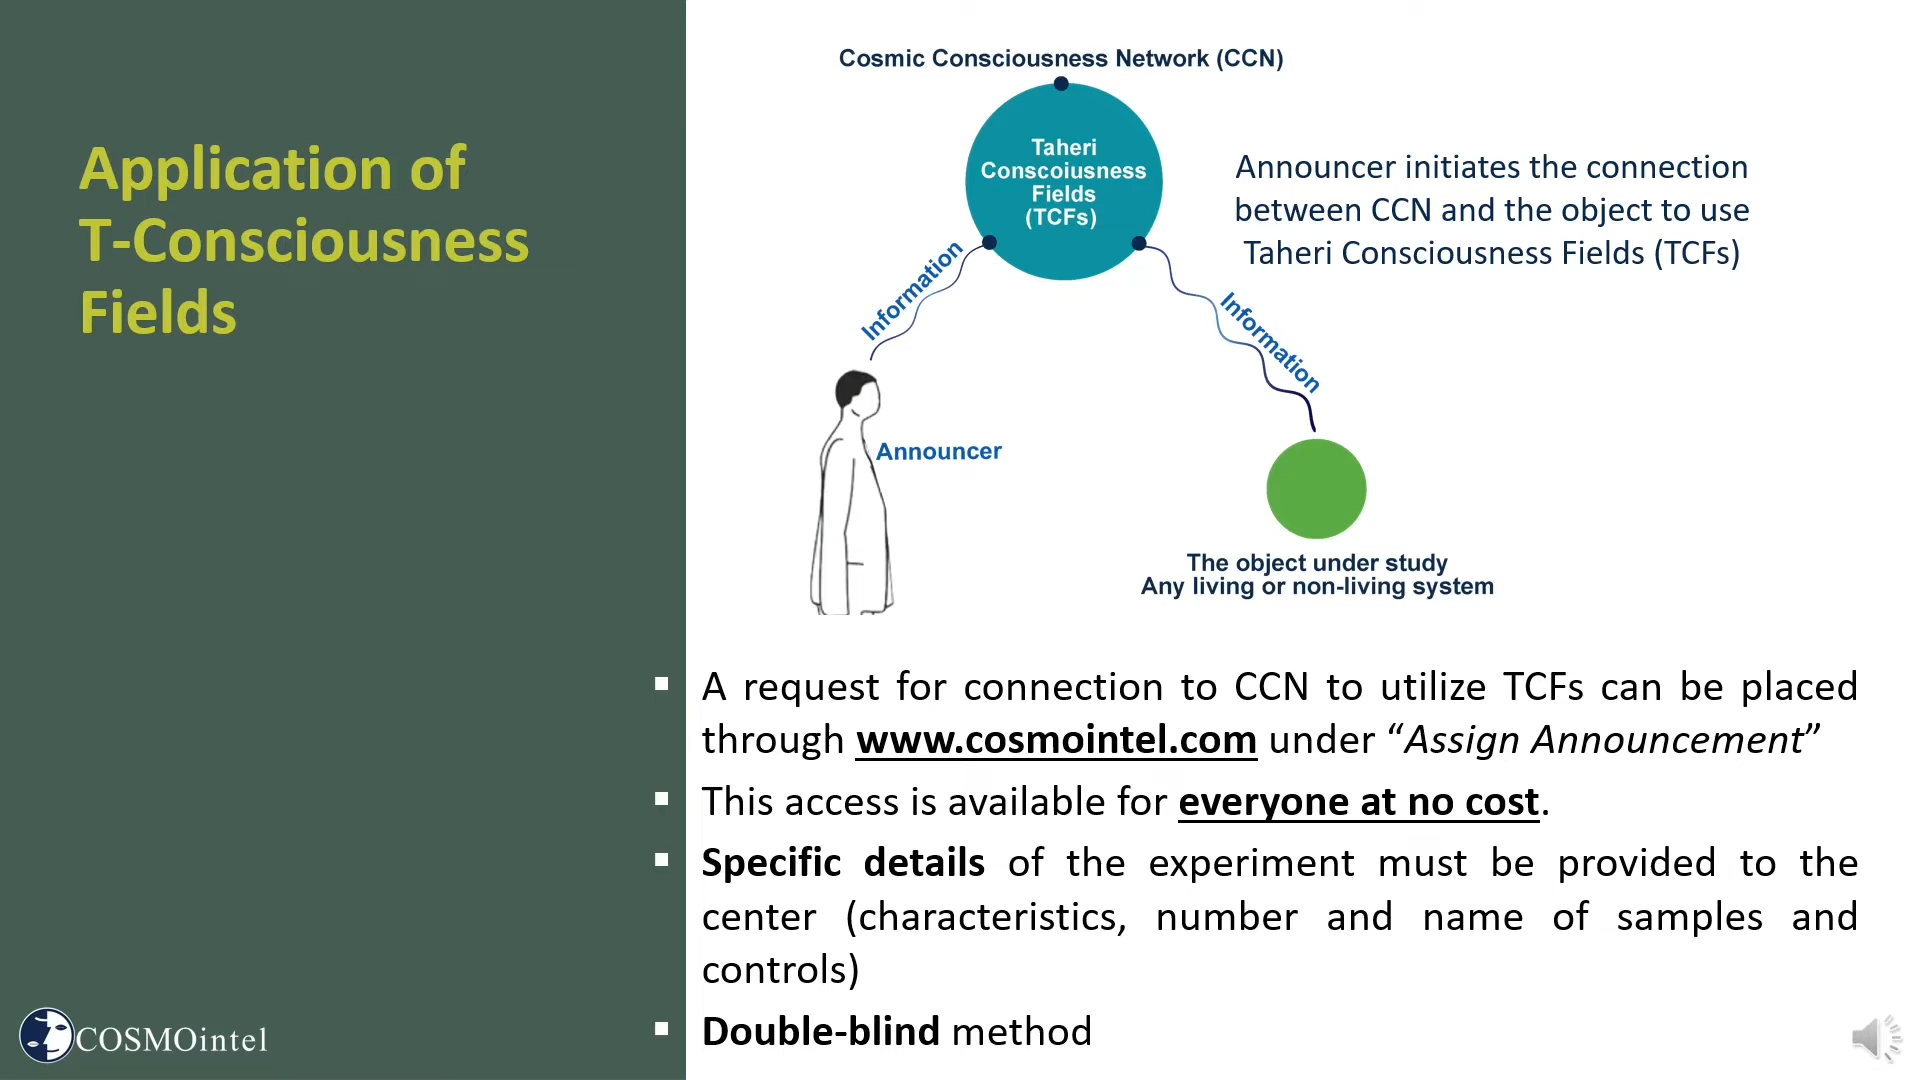 Application of
T-Consciousness
Fields
Cosmic Consciousness Network (CCN)
Taheri
Conscoiusness
Fields
(TCFs)
Announcer initiates the connection
between CCN and the object to use
Taheri Consciousness Fields (TCFs)
Information
Information
Announcer
The object under study
Any living or non-living system
▪ A request for connection to CCN to utilize TCFs can be placed
through www.cosmointel.com under “Assign Announcement”
▪ This access is available for everyone at no cost.
▪ Specific details of the experiment must be provided to the
center (characteristics, number and name of samples and
controls)
▪ Double-blind method
COSMOintel